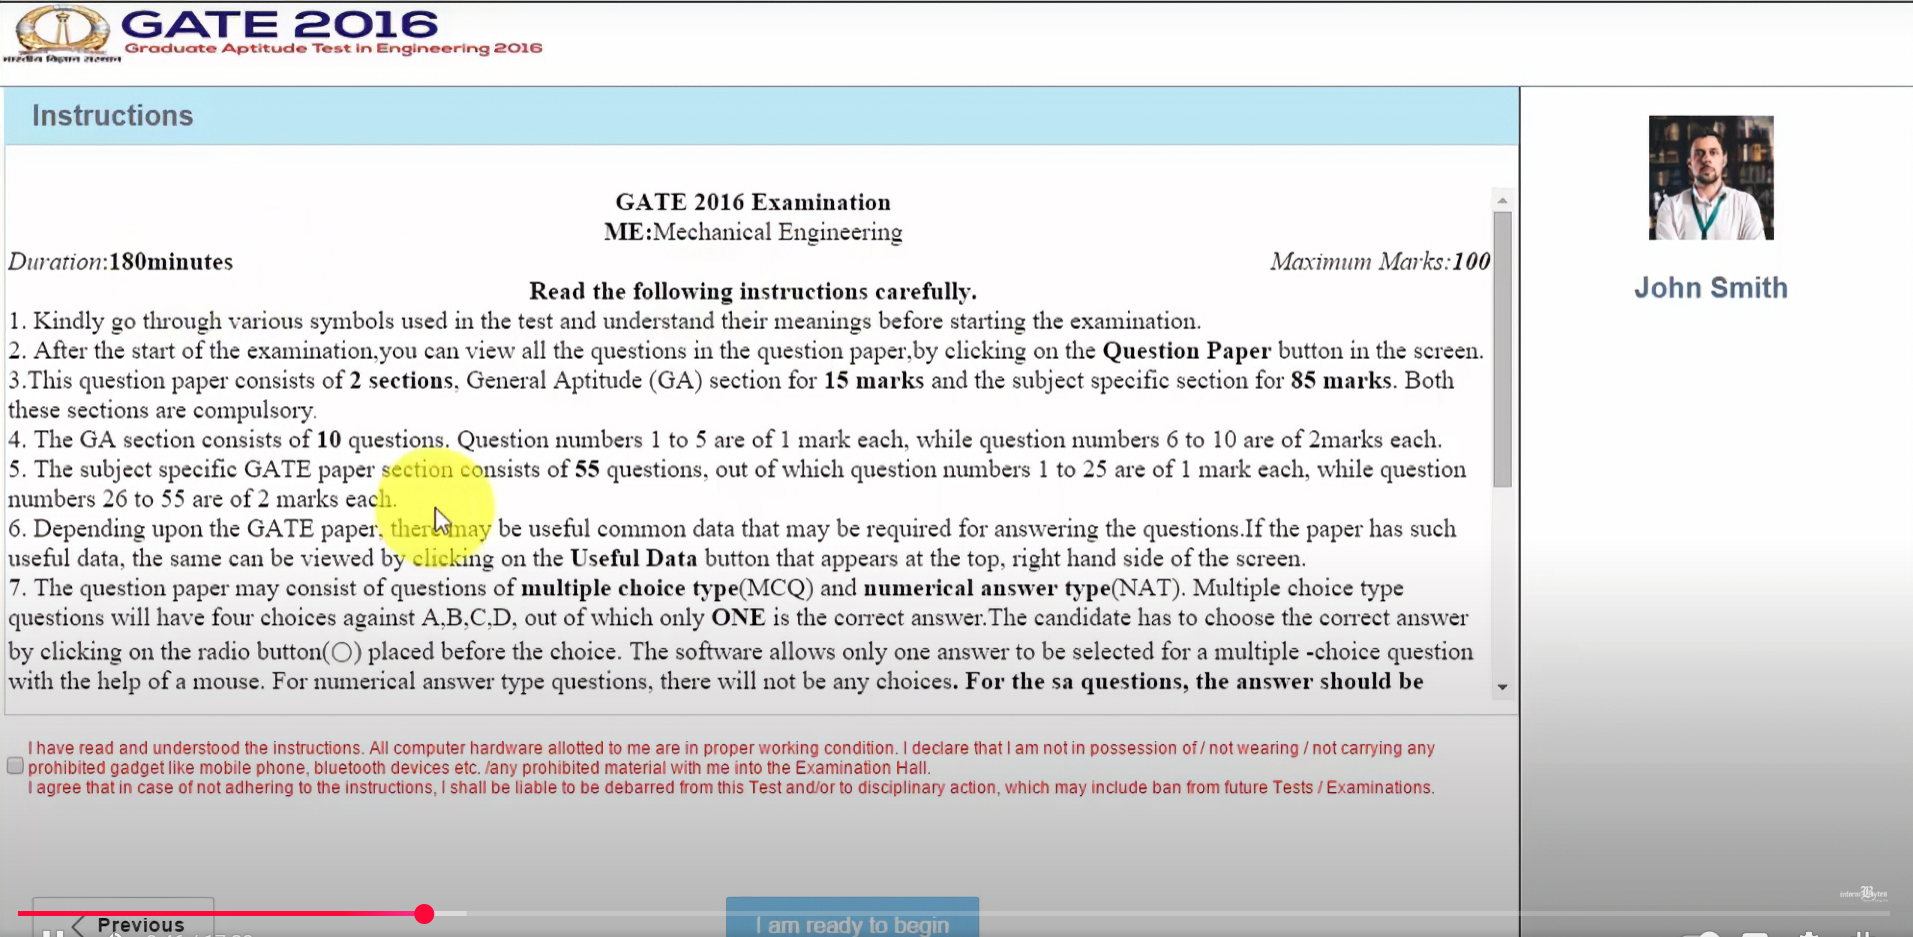 GATE 2016
Graduate Aptitude Test in Engineering 2016
भारतीय विज्ञान संस्थान
Instructions
GATE 2016 Examination
ME:Mechanical Engineering
Duration:180minutes
Maximum Marks:100
Read the following instructions carefully.
1. Kindly go through various symbols used in the test and understand their meanings before starting the examination.
2. After the start of the examination,you can view all the questions in the question paper,by clicking on the Question Paper button in the screen.
3.This question paper consists of 2 sections, General Aptitude (GA) section for 15 marks and the subject specific section for 85 marks. Both
these sections are compulsory.
4. The GA section consists of 10 questions. Question numbers 1 to 5 are of 1 mark each, while question numbers 6 to 10 are of 2marks each.
5. The subject specific GATE paper section consists of 55 questions, out of which question numbers 1 to 25 are of 1 mark each, while question
numbers 26 to 55 are of 2 marks each.
6. Depending upon the GATE paper, there may be useful common data that may be required for answering the questions.If the paper has such
useful data, the same can be viewed by clicking on the Useful Data button that appears at the top, right hand side of the screen.
7. The question paper may consist of questions of multiple choice type(MCQ) and numerical answer type(NAT). Multiple choice type
questions will have four choices against A,B,C,D, out of which only ONE is the correct answer.The candidate has to choose the correct answer
by clicking on the radio button(○) placed before the choice. The software allows only one answer to be selected for a multiple -choice question
with the help of a mouse. For numerical answer type questions, there will not be any choices. For the sa questions, the answer should be
I have read and understood the instructions. All computer hardware allotted to me are in proper working condition. I declare that I am not in possession of / not wearing / not carrying any
prohibited gadget like mobile phone, bluetooth devices etc. /any prohibited material with me into the Examination Hall.
I agree that in case of not adhering to the instructions, I shall be liable to be debarred from this Test and/or to disciplinary action, which may include ban from future Tests / Examinations.
Previous
I am ready to begin
John Smith